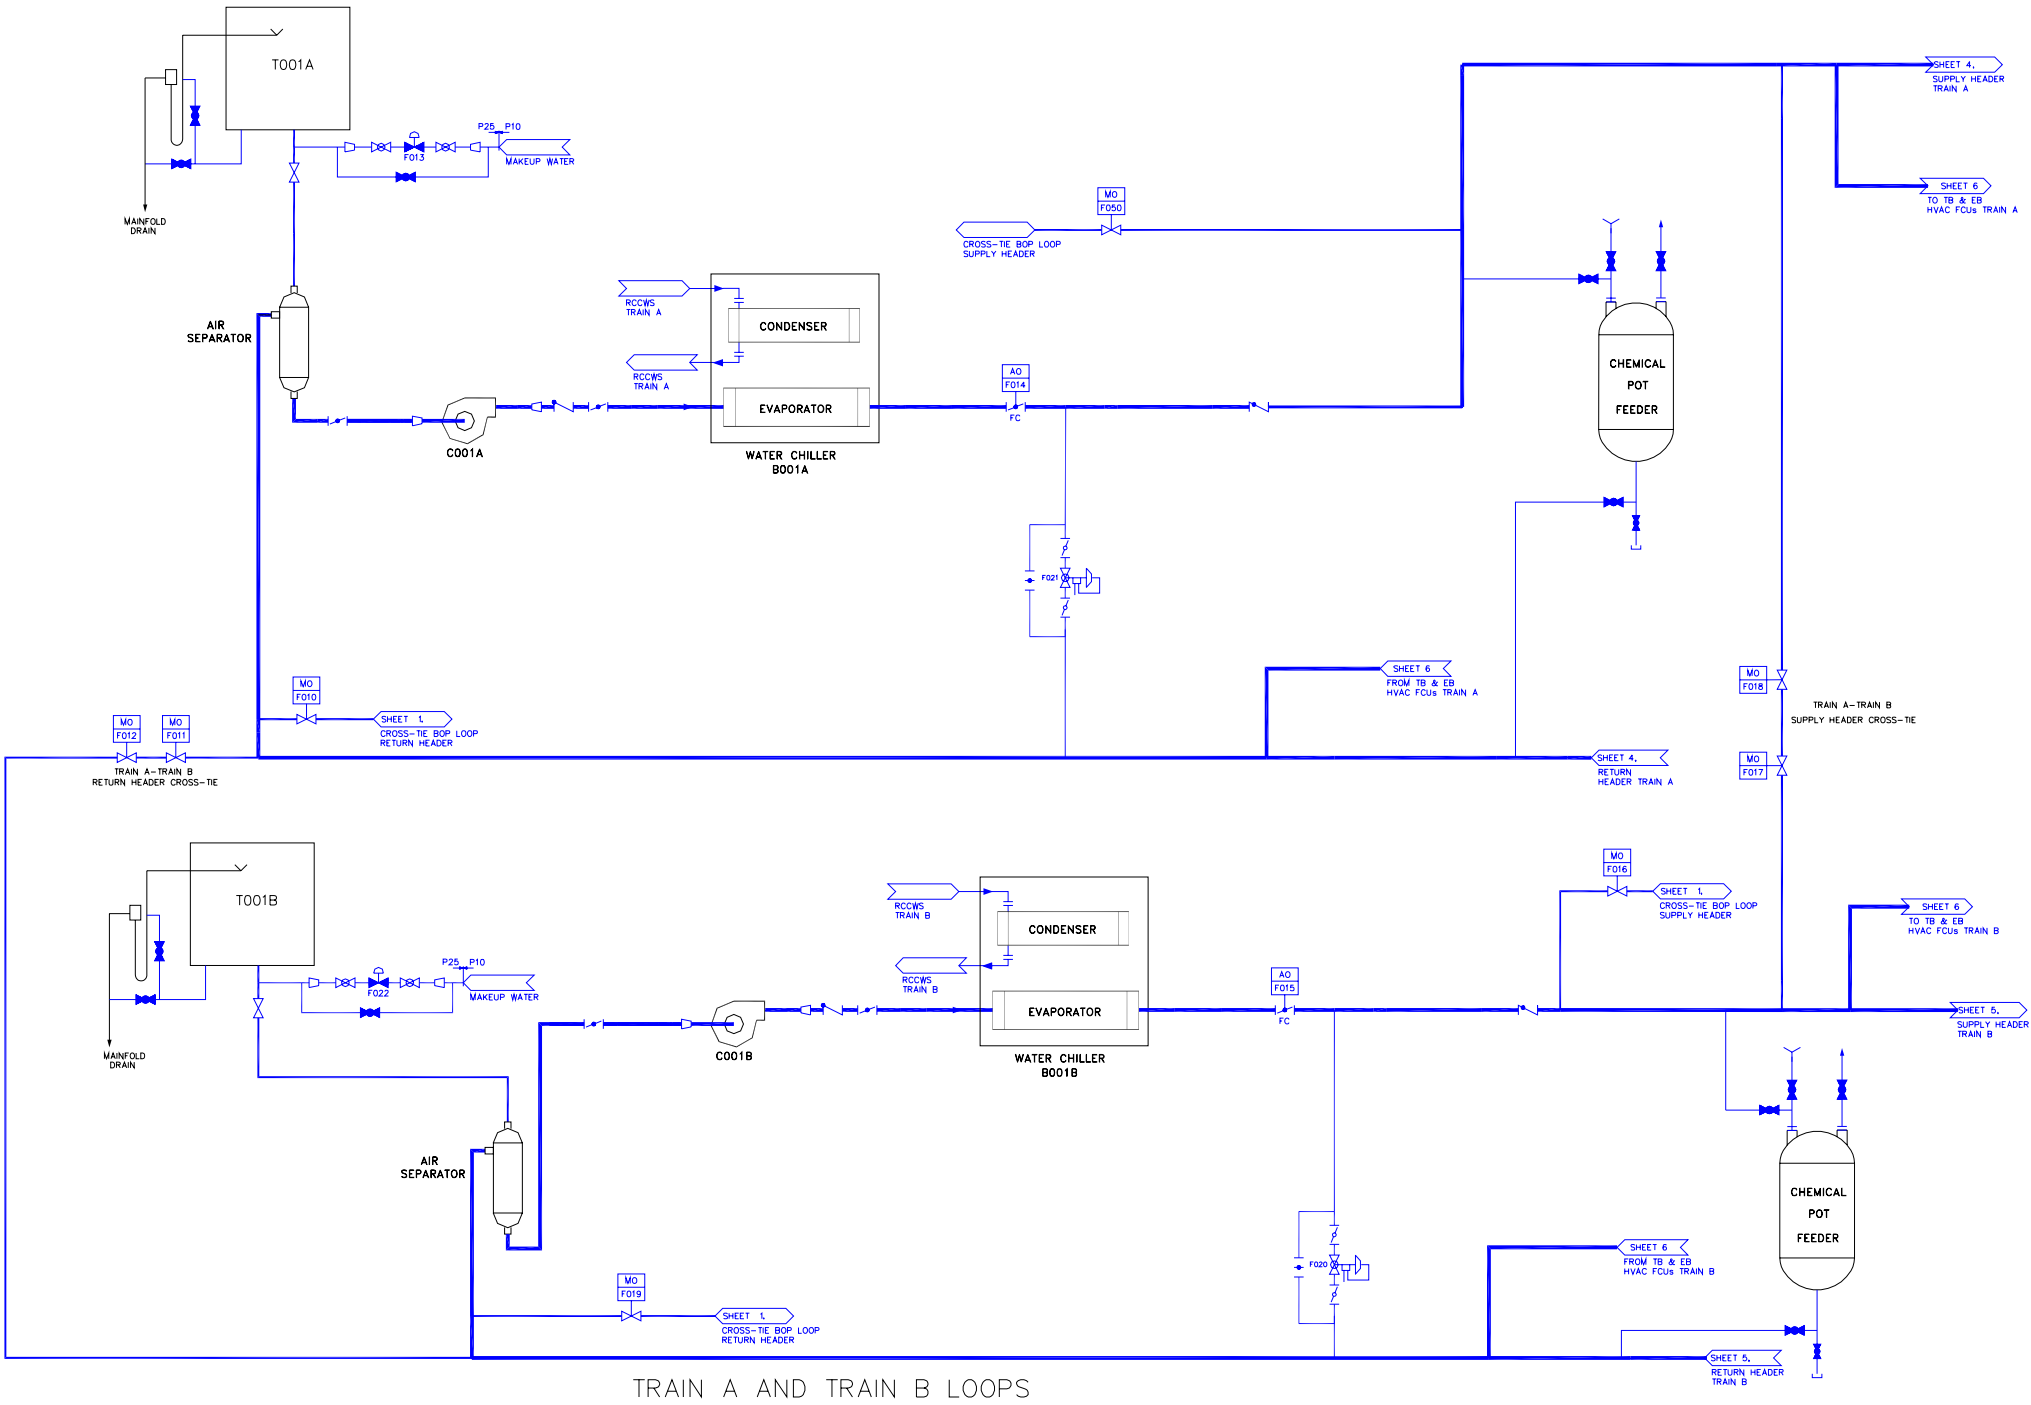 T001A
SHEET 4,
SUPPLY HEADER
TRAIN A
P25 P10
F013
MAKEUP WATER
MAINFOLD
DRAIN
SHEET 6
TO TB & EB
HVAC FCUs TRAIN A
MO
F050
CROSS-TIE BOP LOOP
SUPPLY HEADER
RCCWS
TRAIN A
CONDENSER
AIR
SEPARATOR
RCCWS
TRAIN A
EVAPORATOR
AO
F014
FC
CHEMICAL
POT
FEEDER
C001A
WATER CHILLER
B001A
F021
SHEET 6
FROM TB & EB
HVAC FCUs TRAIN A
MO
F018
MO
F010
SHEET 1,
CROSS-TIE BOP LOOP
RETURN HEADER
TRAIN A-TRAIN B
SUPPLY HEADER CROSS-TIE
MO
F012
MO
F011
TRAIN A-TRAIN B
RETURN HEADER CROSS-TIE
SHEET 4,
RETURN
HEADER TRAIN A
MO
F017
T001B
MO
F016
SHEET 1,
CROSS-TIE BOP LOOP
SUPPLY HEADER
SHEET 6
TO TB & EB
HVAC FCUs TRAIN B
RCCWS
TRAIN B
CONDENSER
P25 P10
F022
MAKEUP WATER
RCCWS
TRAIN B
EVAPORATOR
AO
F015
FC
SHEET 5,
SUPPLY HEADER
TRAIN B
MAINFOLD
DRAIN
C001B
WATER CHILLER
B001B
AIR
SEPARATOR
CHEMICAL
POT
FEEDER
F020
SHEET 6
FROM TB & EB
HVAC FCUs TRAIN B
MO
F019
SHEET 1,
CROSS-TIE BOP LOOP
RETURN HEADER
SHEET 5,
RETURN HEADER
TRAIN B
TRAIN A AND TRAIN B LOOPS